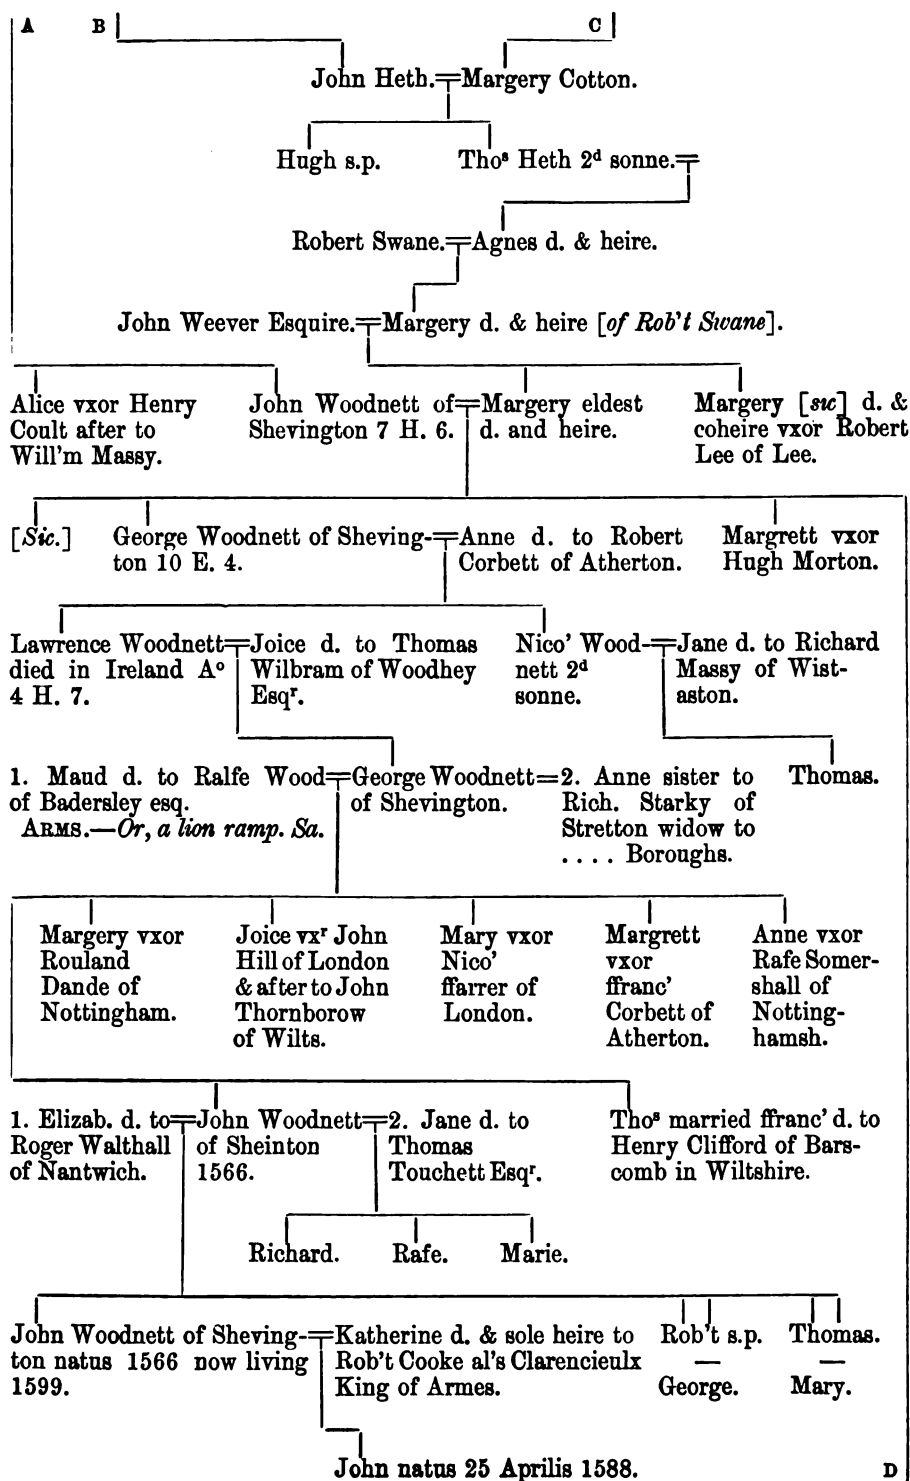 A B C
John Heth. Margery Cotton.
Hugh s.p. Thoˢ Heth 2ᵈ sonne.
Robert Swane. Agnes d. & heire.
John Weever Esquire. Margery d. & heire [of Rob't Swane].
Alice vxor Henry
Coult after to
Will'm Massy.
John Woodnett of
Shevington 7 H. 6.
Margery eldest
d. and heire.
Margery [sic] d. &
coheire vxor Robert
Lee of Lee.
[Sic.]
George Woodnett of Sheving-
ton 10 E. 4.
Anne d. to Robert
Corbett of Atherton.
Margrett vxor
Hugh Morton.
Lawrence Woodnett
died in Ireland Aº
4 H. 7.
Joice d. to Thomas
Wilbram of Woodhey
Esqʳ.
Nico' Wood-
nett 2ᵈ
sonne.
Jane d. to Richard
Massy of Wist-
aston.
1. Maud d. to Ralfe Wood
of Badersley esq.
ARMS.—Or, a lion ramp. Sa.
George Woodnett
of Shevington.
2. Anne sister to
Rich. Starky of
Stretton widow to
.... Boroughs.
Thomas.
Margery vxor
Rouland
Dande of
Nottingham.
Joice vxʳ John
Hill of London
& after to John
Thornborow
of Wilts.
Mary vxor
Nico'
ffarrer of
London.
Margrett
vxor
ffranc'
Corbett of
Atherton.
Anne vxor
Rafe Somer-
shall of
Notting-
hamsh.
1. Elizab. d. to
Roger Walthall
of Nantwich.
John Woodnett
of Sheinton
1566.
2. Jane d. to
Thomas
Touchett Esqʳ.
Thoˢ married ffranc' d. to
Henry Clifford of Bars-
comb in Wiltshire.
Richard. Rafe. Marie.
John Woodnett of Sheving-
ton natus 1566 now living
1599.
Katherine d. & sole heire to
Rob't Cooke al's Clarencieulx
King of Armes.
Rob't s.p.
—
George.
Thomas.
—
Mary.
John natus 25 Aprilis 1588.
D